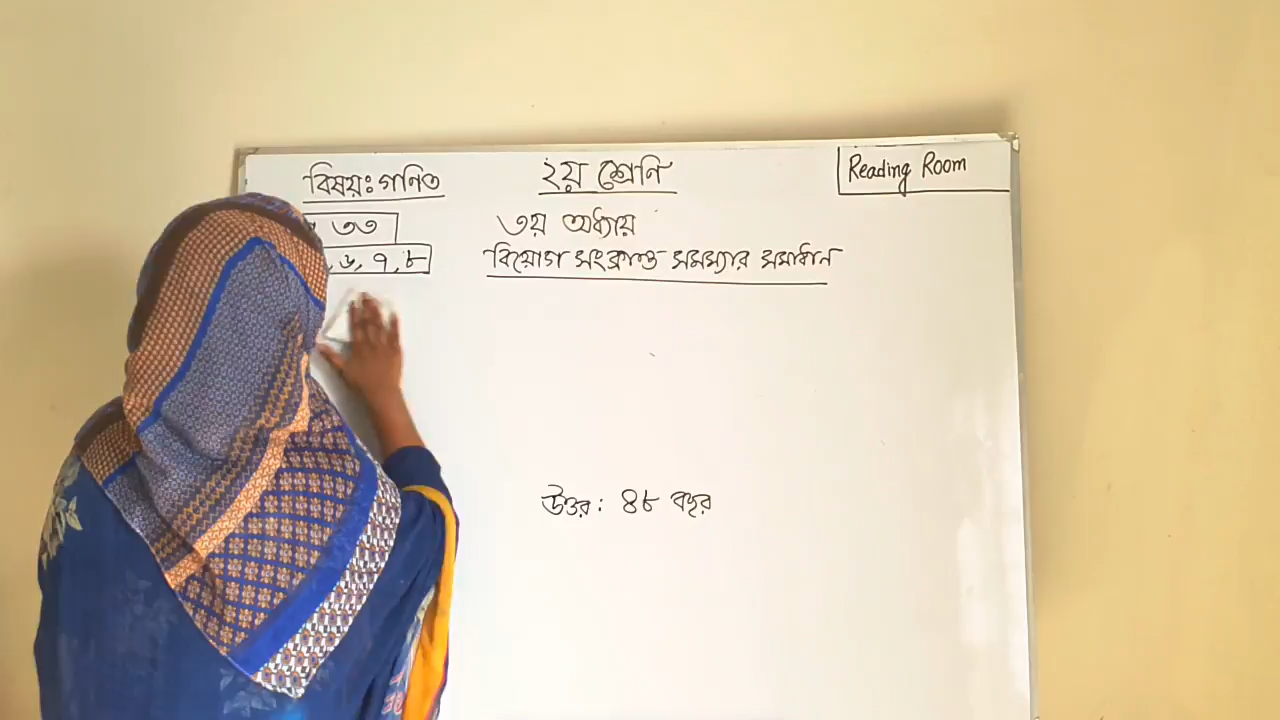 বিষয়ঃ গনিত
২য় শ্রেনি
Reading Room
৩৩
৩য় অধ্যায়
, ৬, ৭, ৮
বিয়োগ সংক্রান্ত সমস্যার সমাধান
উত্তর: ৪৮ বছর